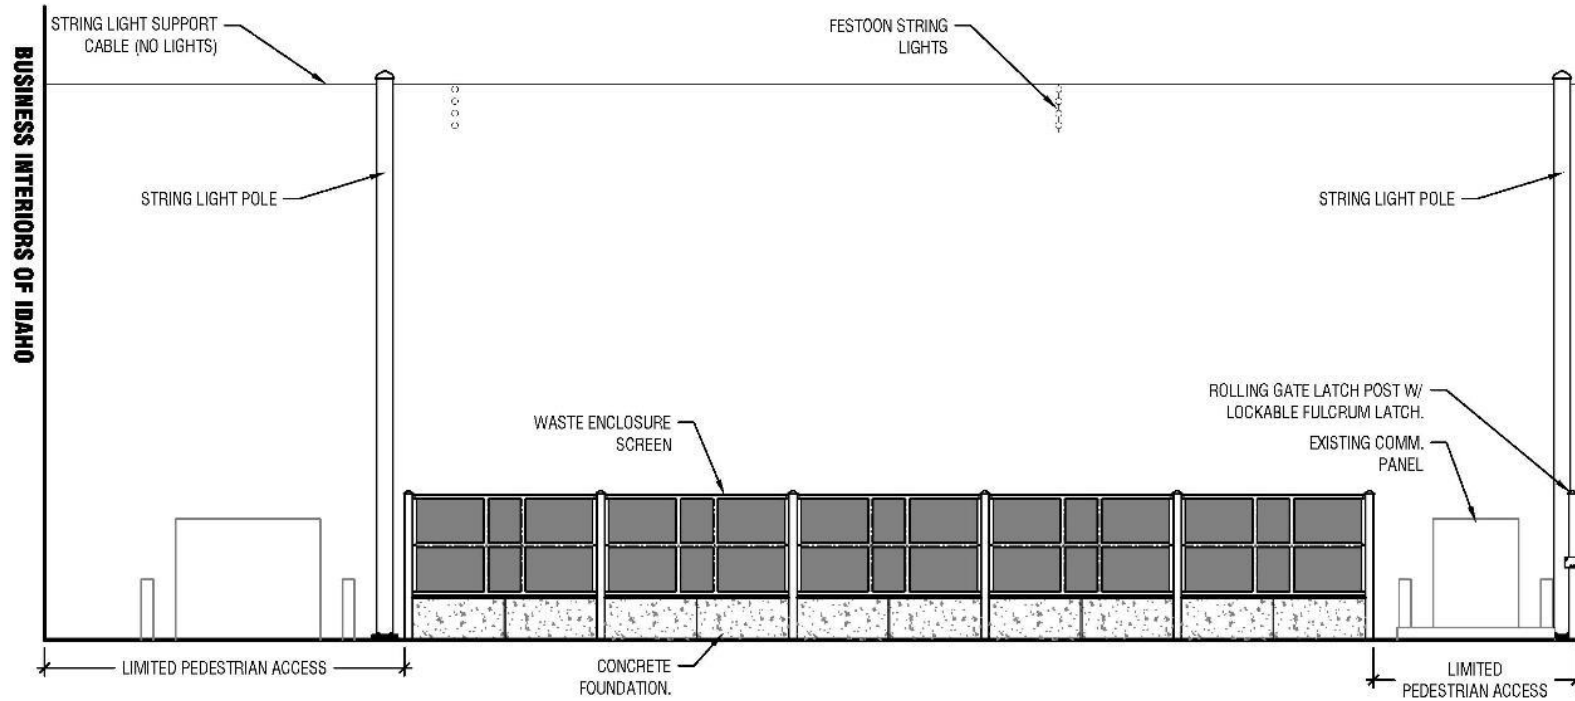 STRING LIGHT SUPPORT
CABLE (NO LIGHTS)
FESTOON STRING
LIGHTS
BUSINESS INTERIORS OF IDAHO
STRING LIGHT POLE
STRING LIGHT POLE
ROLLING GATE LATCH POST W/
LOCKABLE FULCRUM LATCH.
WASTE ENCLOSURE
SCREEN
EXISTING COMM.
PANEL
LIMITED PEDESTRIAN ACCESS
CONCRETE
FOUNDATION.
LIMITED
PEDESTRIAN ACCESS